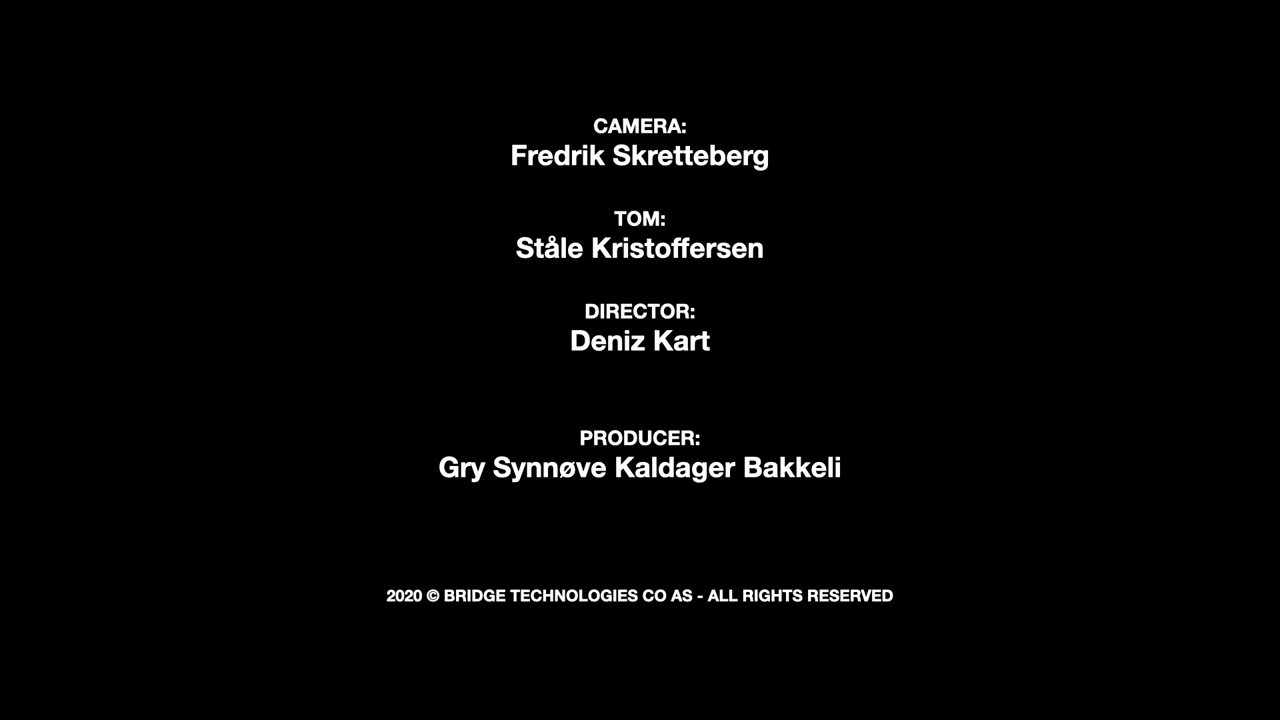 CAMERA:
Fredrik Skretteberg
TOM:
Ståle Kristoffersen
DIRECTOR:
Deniz Kart
PRODUCER:
Gry Synnøve Kaldager Bakkeli
2020 © BRIDGE TECHNOLOGIES CO AS - ALL RIGHTS RESERVED